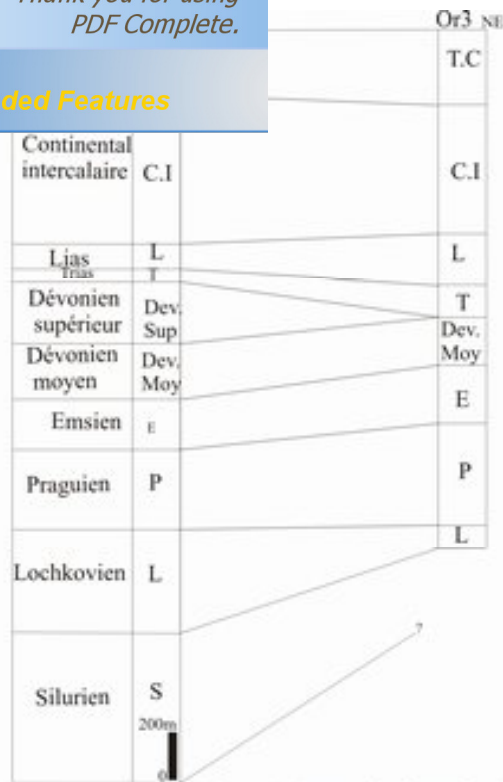 Thank you for using
PDF Complete.
ded Features
Or3 NE
T.C
Continental
intercalaire
C.I
C.I
Lias
L
L
Trias
T
T
Dévonien
supérieur
Dev.
Sup
Dév.
Moy
Dévonien
moyen
Dev.
Moy
Emsien
E
E
Praguien
P
P
L
Lochkovien
L
?
Silurien
S
200m
0